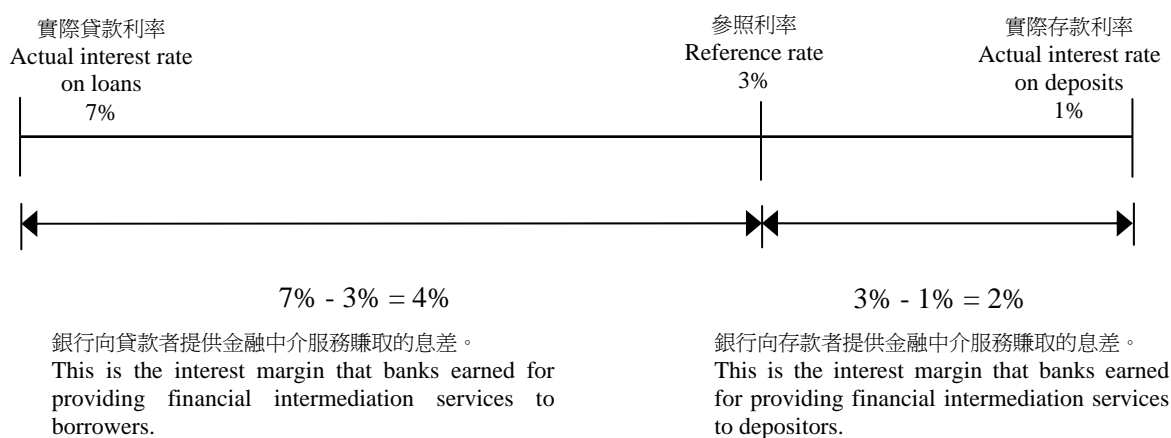 實際貸款利率
Actual interest rate
on loans
7%
參照利率
Reference rate
3%
實際存款利率
Actual interest rate
on deposits
1%
7% - 3% = 4%
銀行向貸款者提供金融中介服務賺取的息差。
This is the interest margin that banks earned for
providing financial intermediation services to
borrowers.
3% - 1% = 2%
銀行向存款者提供金融中介服務賺取的息差。
This is the interest margin that banks earned
for providing financial intermediation services
to depositors.